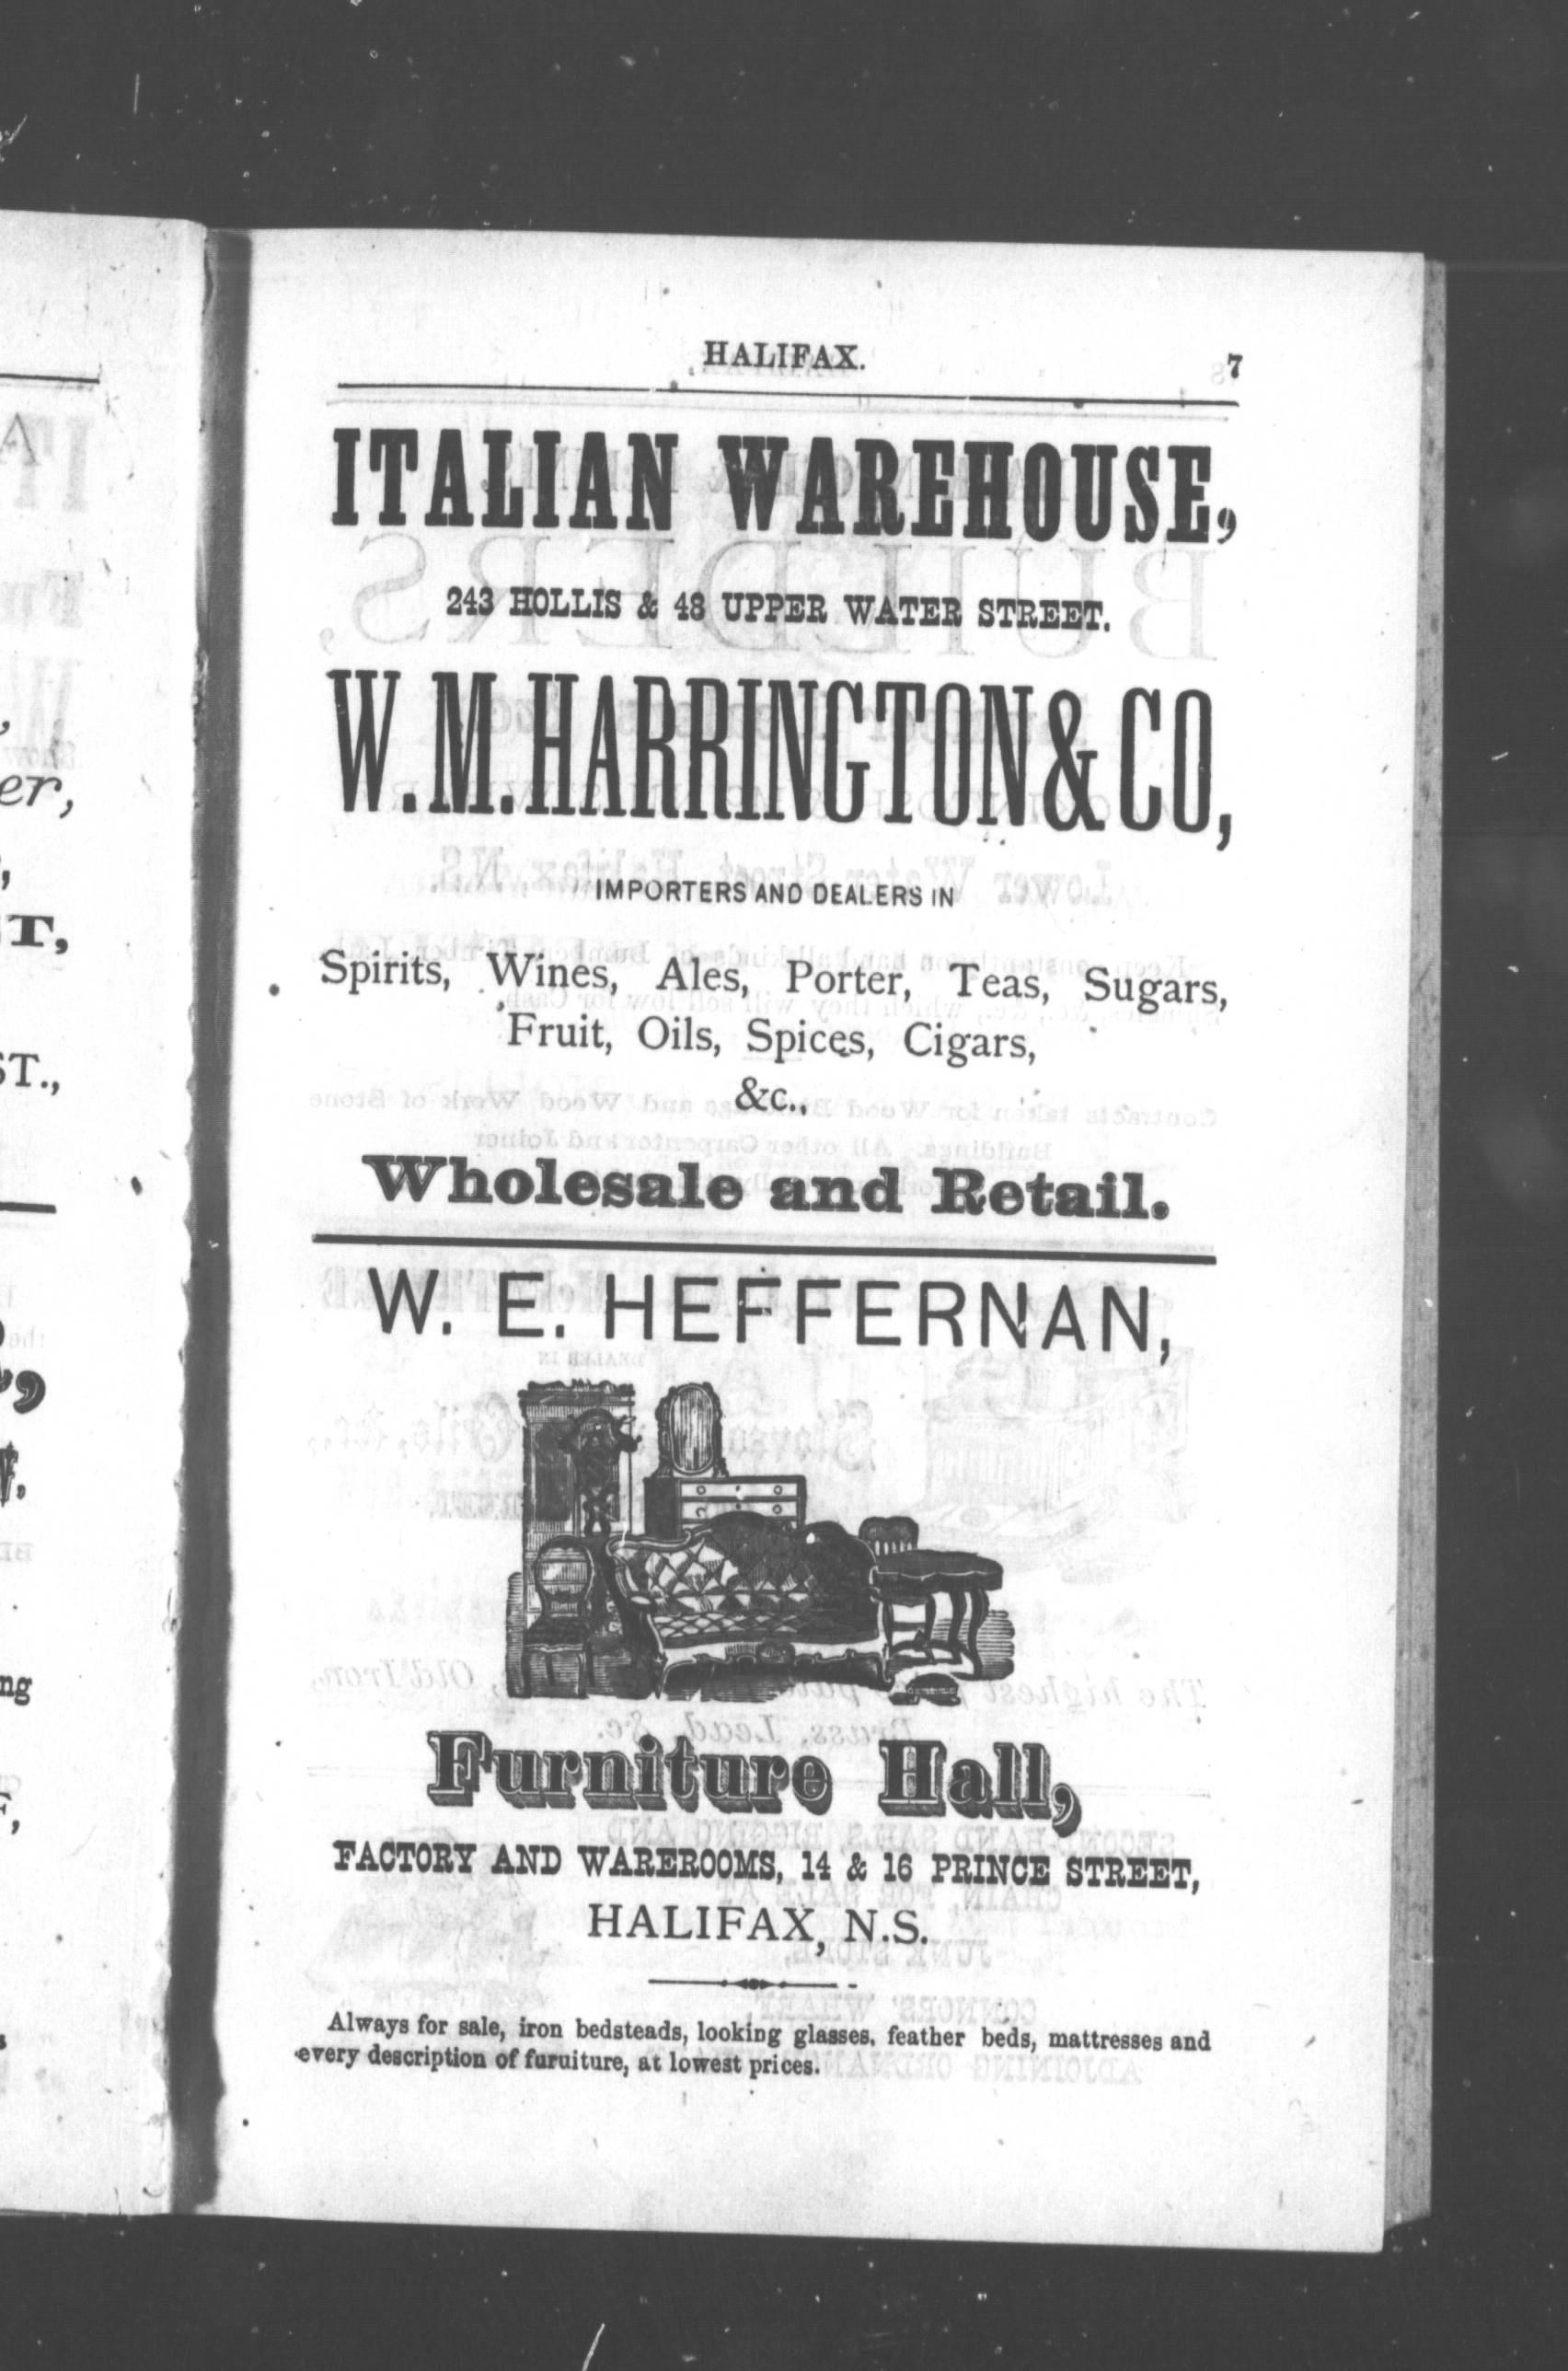 HALIFAX. 7
ITALIAN WAREHOUSE,
243 HOLLIS & 48 UPPER WATER STREET.
W. M. HARRINGTON & CO,
IMPORTERS AND DEALERS IN
Spirits, Wines, Ales, Porter, Teas, Sugars,
Fruit, Oils, Spices, Cigars,
&c.,
Wholesale and Retail.
W. E. HEFFERNAN,
Furniture Hall,
FACTORY AND WAREROOMS, 14 & 16 PRINCE STREET,
HALIFAX, N.S.
Always for sale, iron bedsteads, looking glasses, feather beds, mattresses and
every description of furuiture, at lowest prices.